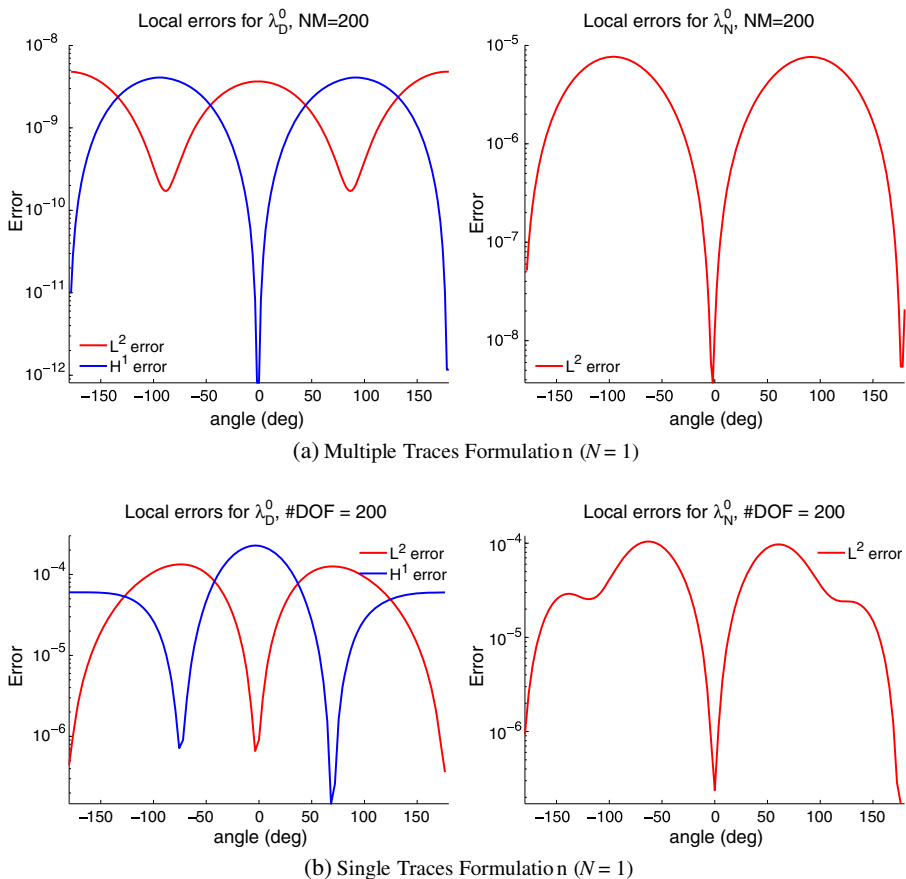 Local errors for λ_D^0, NM=200
Local errors for λ_N^0, NM=200
10^−8
10^−9
10^−10
10^−11
10^−12
Error
L^2 error
H^1 error
−150 −100 −50 0 50 100 150
angle (deg)
10^−5
10^−6
10^−7
10^−8
Error
L^2 error
−150 −100 −50 0 50 100 150
angle (deg)
(a) Multiple Traces Formulation (N = 1)
Local errors for λ_D^0, #DOF = 200
Local errors for λ_N^0, #DOF = 200
L^2 error
H^1 error
10^−4
10^−5
10^−6
Error
−150 −100 −50 0 50 100 150
angle (deg)
L^2 error
10^−4
10^−5
10^−6
Error
−150 −100 −50 0 50 100 150
angle (deg)
(b) Single Traces Formulation (N = 1)